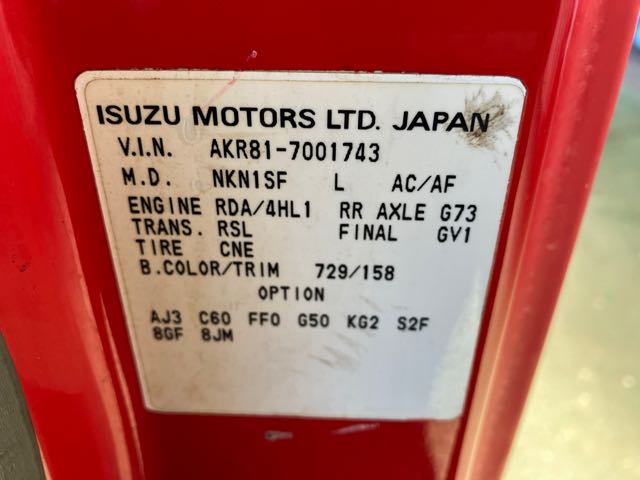 ISUZU MOTORS LTD. JAPAN
V.I.N. AKR81-7001743
M.D. NKN1SF L AC/AF
ENGINE RDA/4HL1 RR AXLE G73
TRANS. RSL FINAL GV1
TIRE CNE
B.COLOR/TRIM 729/158
OPTION
AJ3 C60 FF0 G50 KG2 S2F
8GF 8JM